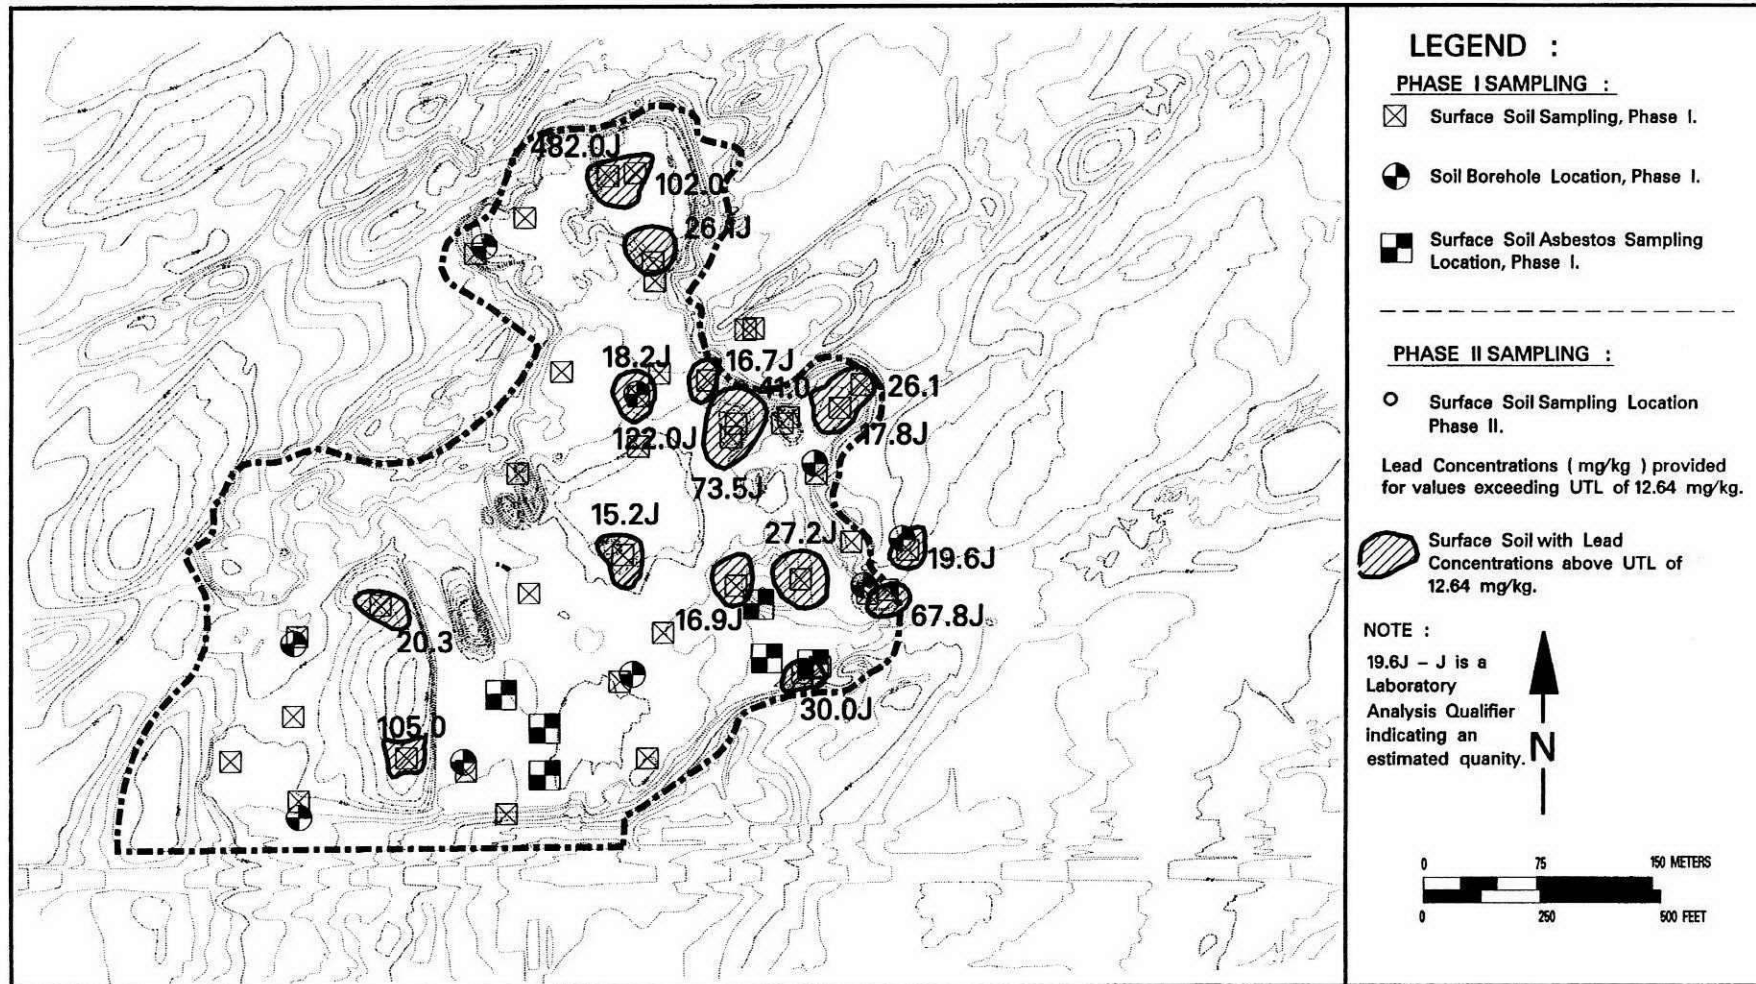 482.0J
102.0
26.1J
18.2J
16.7J
41.0
26.1
122.0J
17.8J
73.5J
15.2J
27.2J
19.6J
16.9J
67.8J
20.3
30.0J
105.0
LEGEND :
PHASE I SAMPLING :
Surface Soil Sampling, Phase I.
Soil Borehole Location, Phase I.
Surface Soil Asbestos Sampling
Location, Phase I.
PHASE II SAMPLING :
Surface Soil Sampling Location
Phase II.
Lead Concentrations ( mg/kg ) provided
for values exceeding UTL of 12.64 mg/kg.
Surface Soil with Lead
Concentrations above UTL of
12.64 mg/kg.
NOTE :
19.6J – J is a
Laboratory
Analysis Qualifier
indicating an
estimated quanity.
N
0 75 150 METERS
0 250 500 FEET